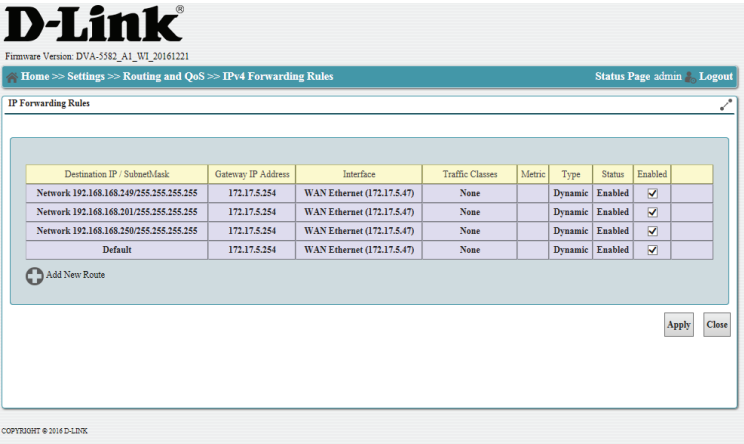 D-Link®
Firmware Version: DVA-5582_A1_WI_20161221
Home >> Settings >> Routing and QoS >> IPv4 Forwarding Rules Status Page admin Logout
IP Forwarding Rules
Destination IP / SubnetMask Gateway IP Address Interface Traffic Classes Metric Type Status Enabled
Network 192.168.168.249/255.255.255.255 172.17.5.254 WAN Ethernet (172.17.5.47) None Dynamic Enabled
Network 192.168.168.201/255.255.255.255 172.17.5.254 WAN Ethernet (172.17.5.47) None Dynamic Enabled
Network 192.168.168.250/255.255.255.255 172.17.5.254 WAN Ethernet (172.17.5.47) None Dynamic Enabled
Default 172.17.5.254 WAN Ethernet (172.17.5.47) None Dynamic Enabled
Add New Route
Apply Close
COPYRIGHT © 2016 D-LINK